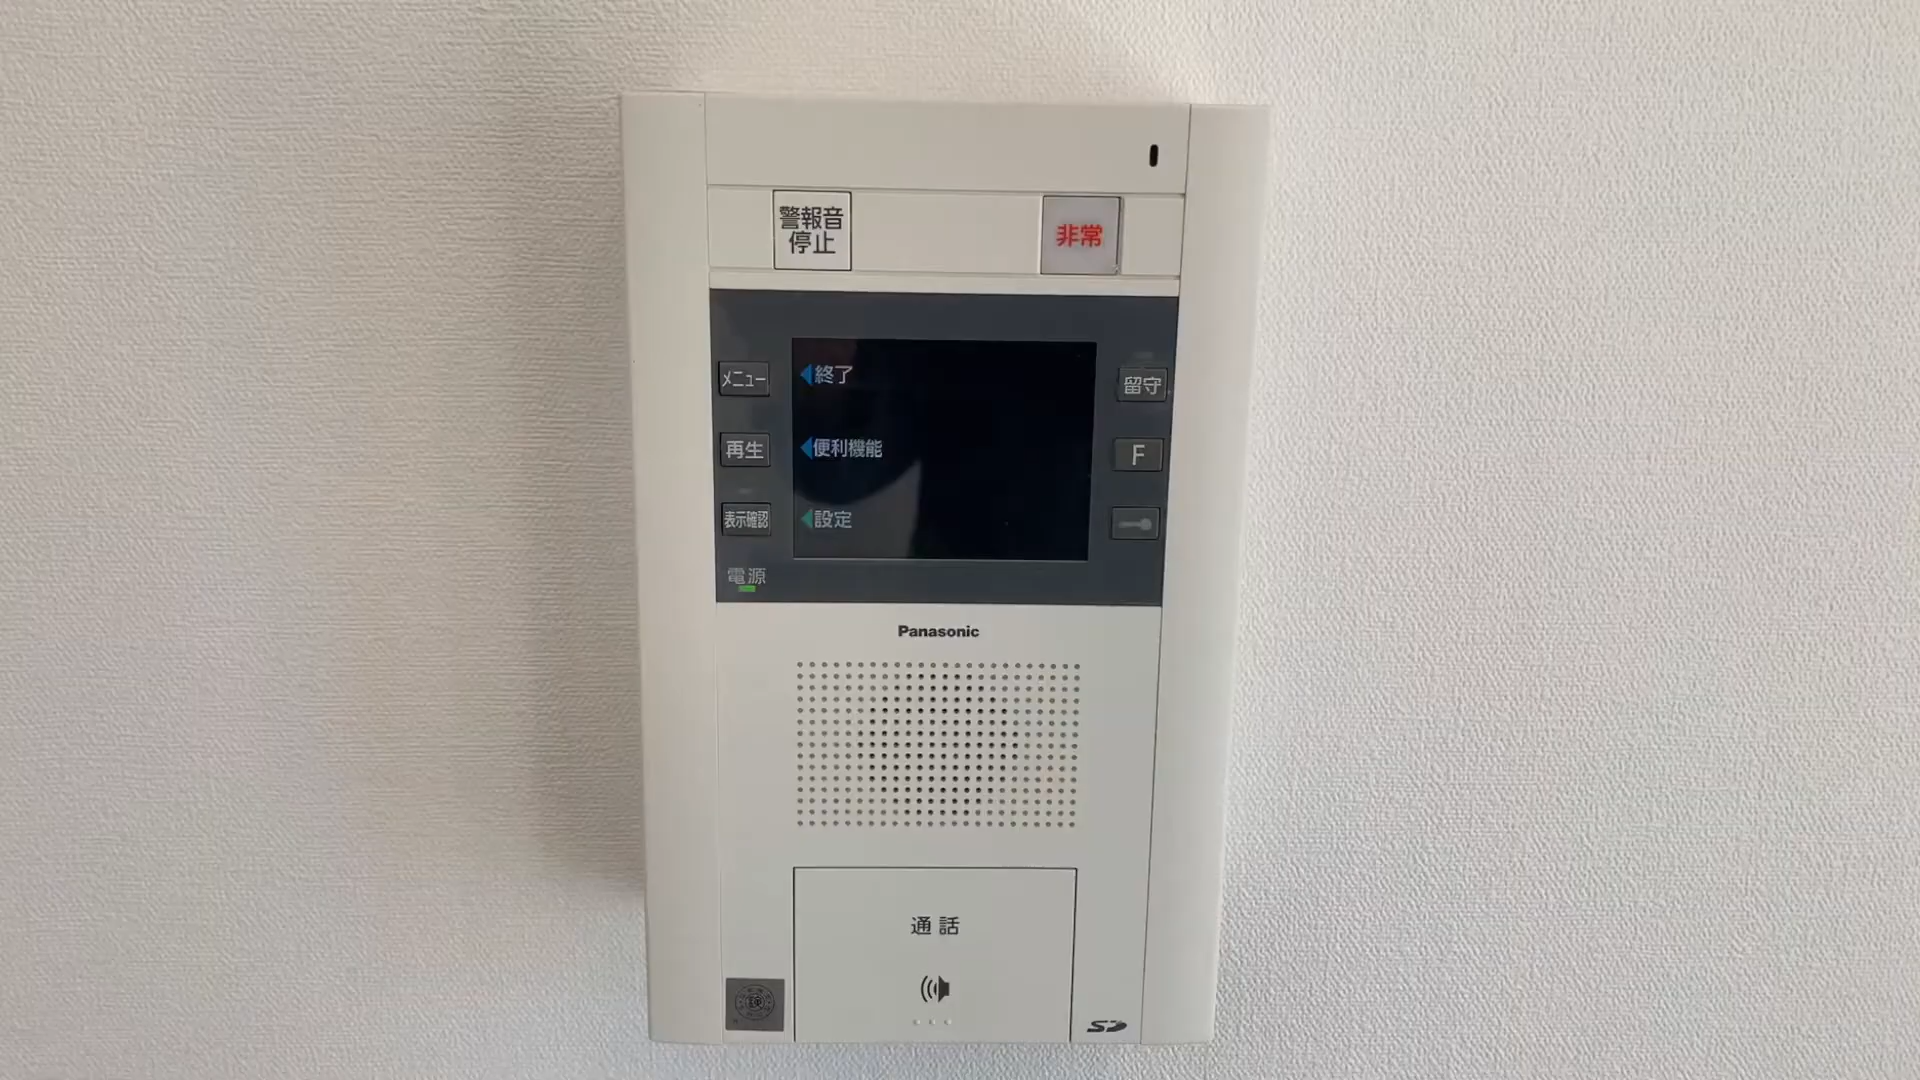 警報音
停止
非常
メニュー
終了
留守
再生
便利機能
F
表示確認
設定
電源
Panasonic
通話
SD